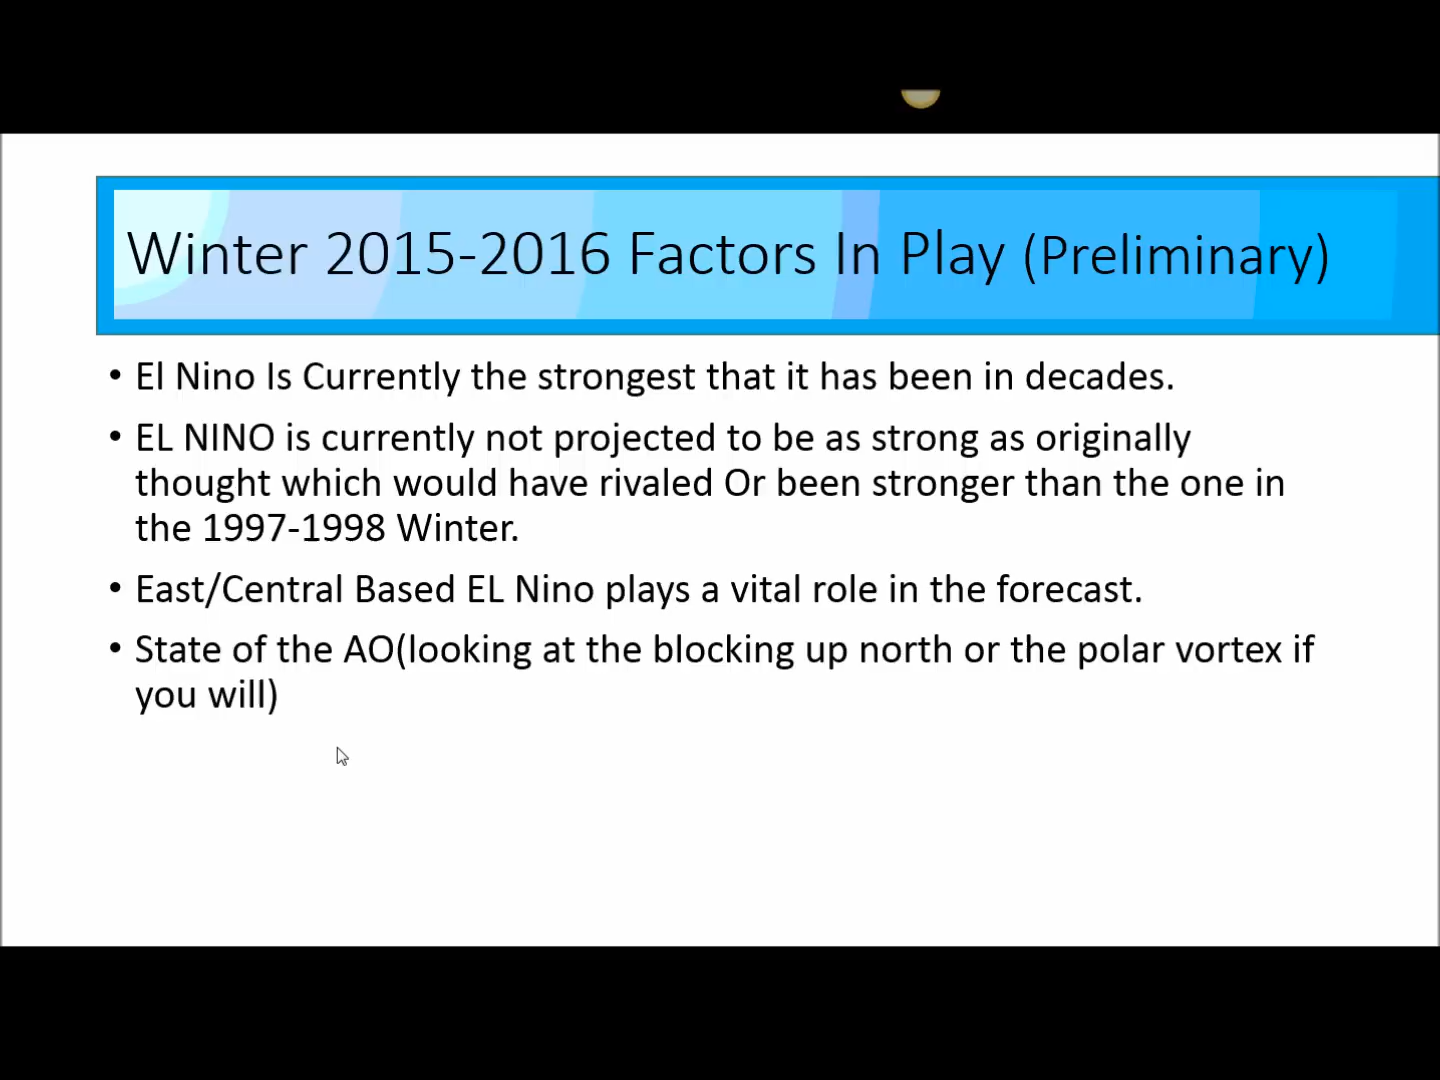 Winter 2015-2016 Factors In Play (Preliminary)
• El Nino Is Currently the strongest that it has been in decades.
• EL NINO is currently not projected to be as strong as originally
thought which would have rivaled Or been stronger than the one in
the 1997-1998 Winter.
• East/Central Based EL Nino plays a vital role in the forecast.
• State of the AO(looking at the blocking up north or the polar vortex if
you will)